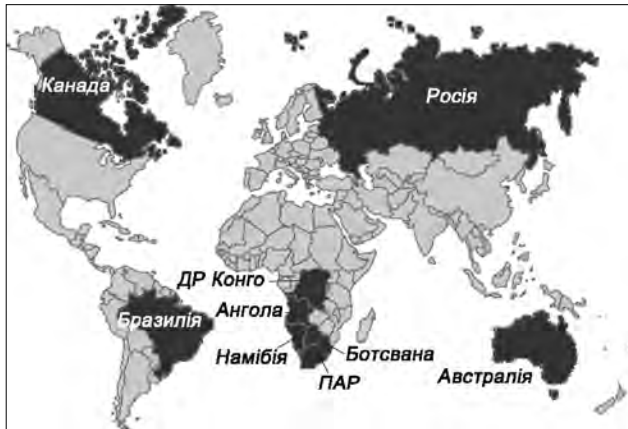 Канада
Росія
ДР Конго
Ангола
Бразилія
Намібія
Ботсвана
ПАР
Австралія